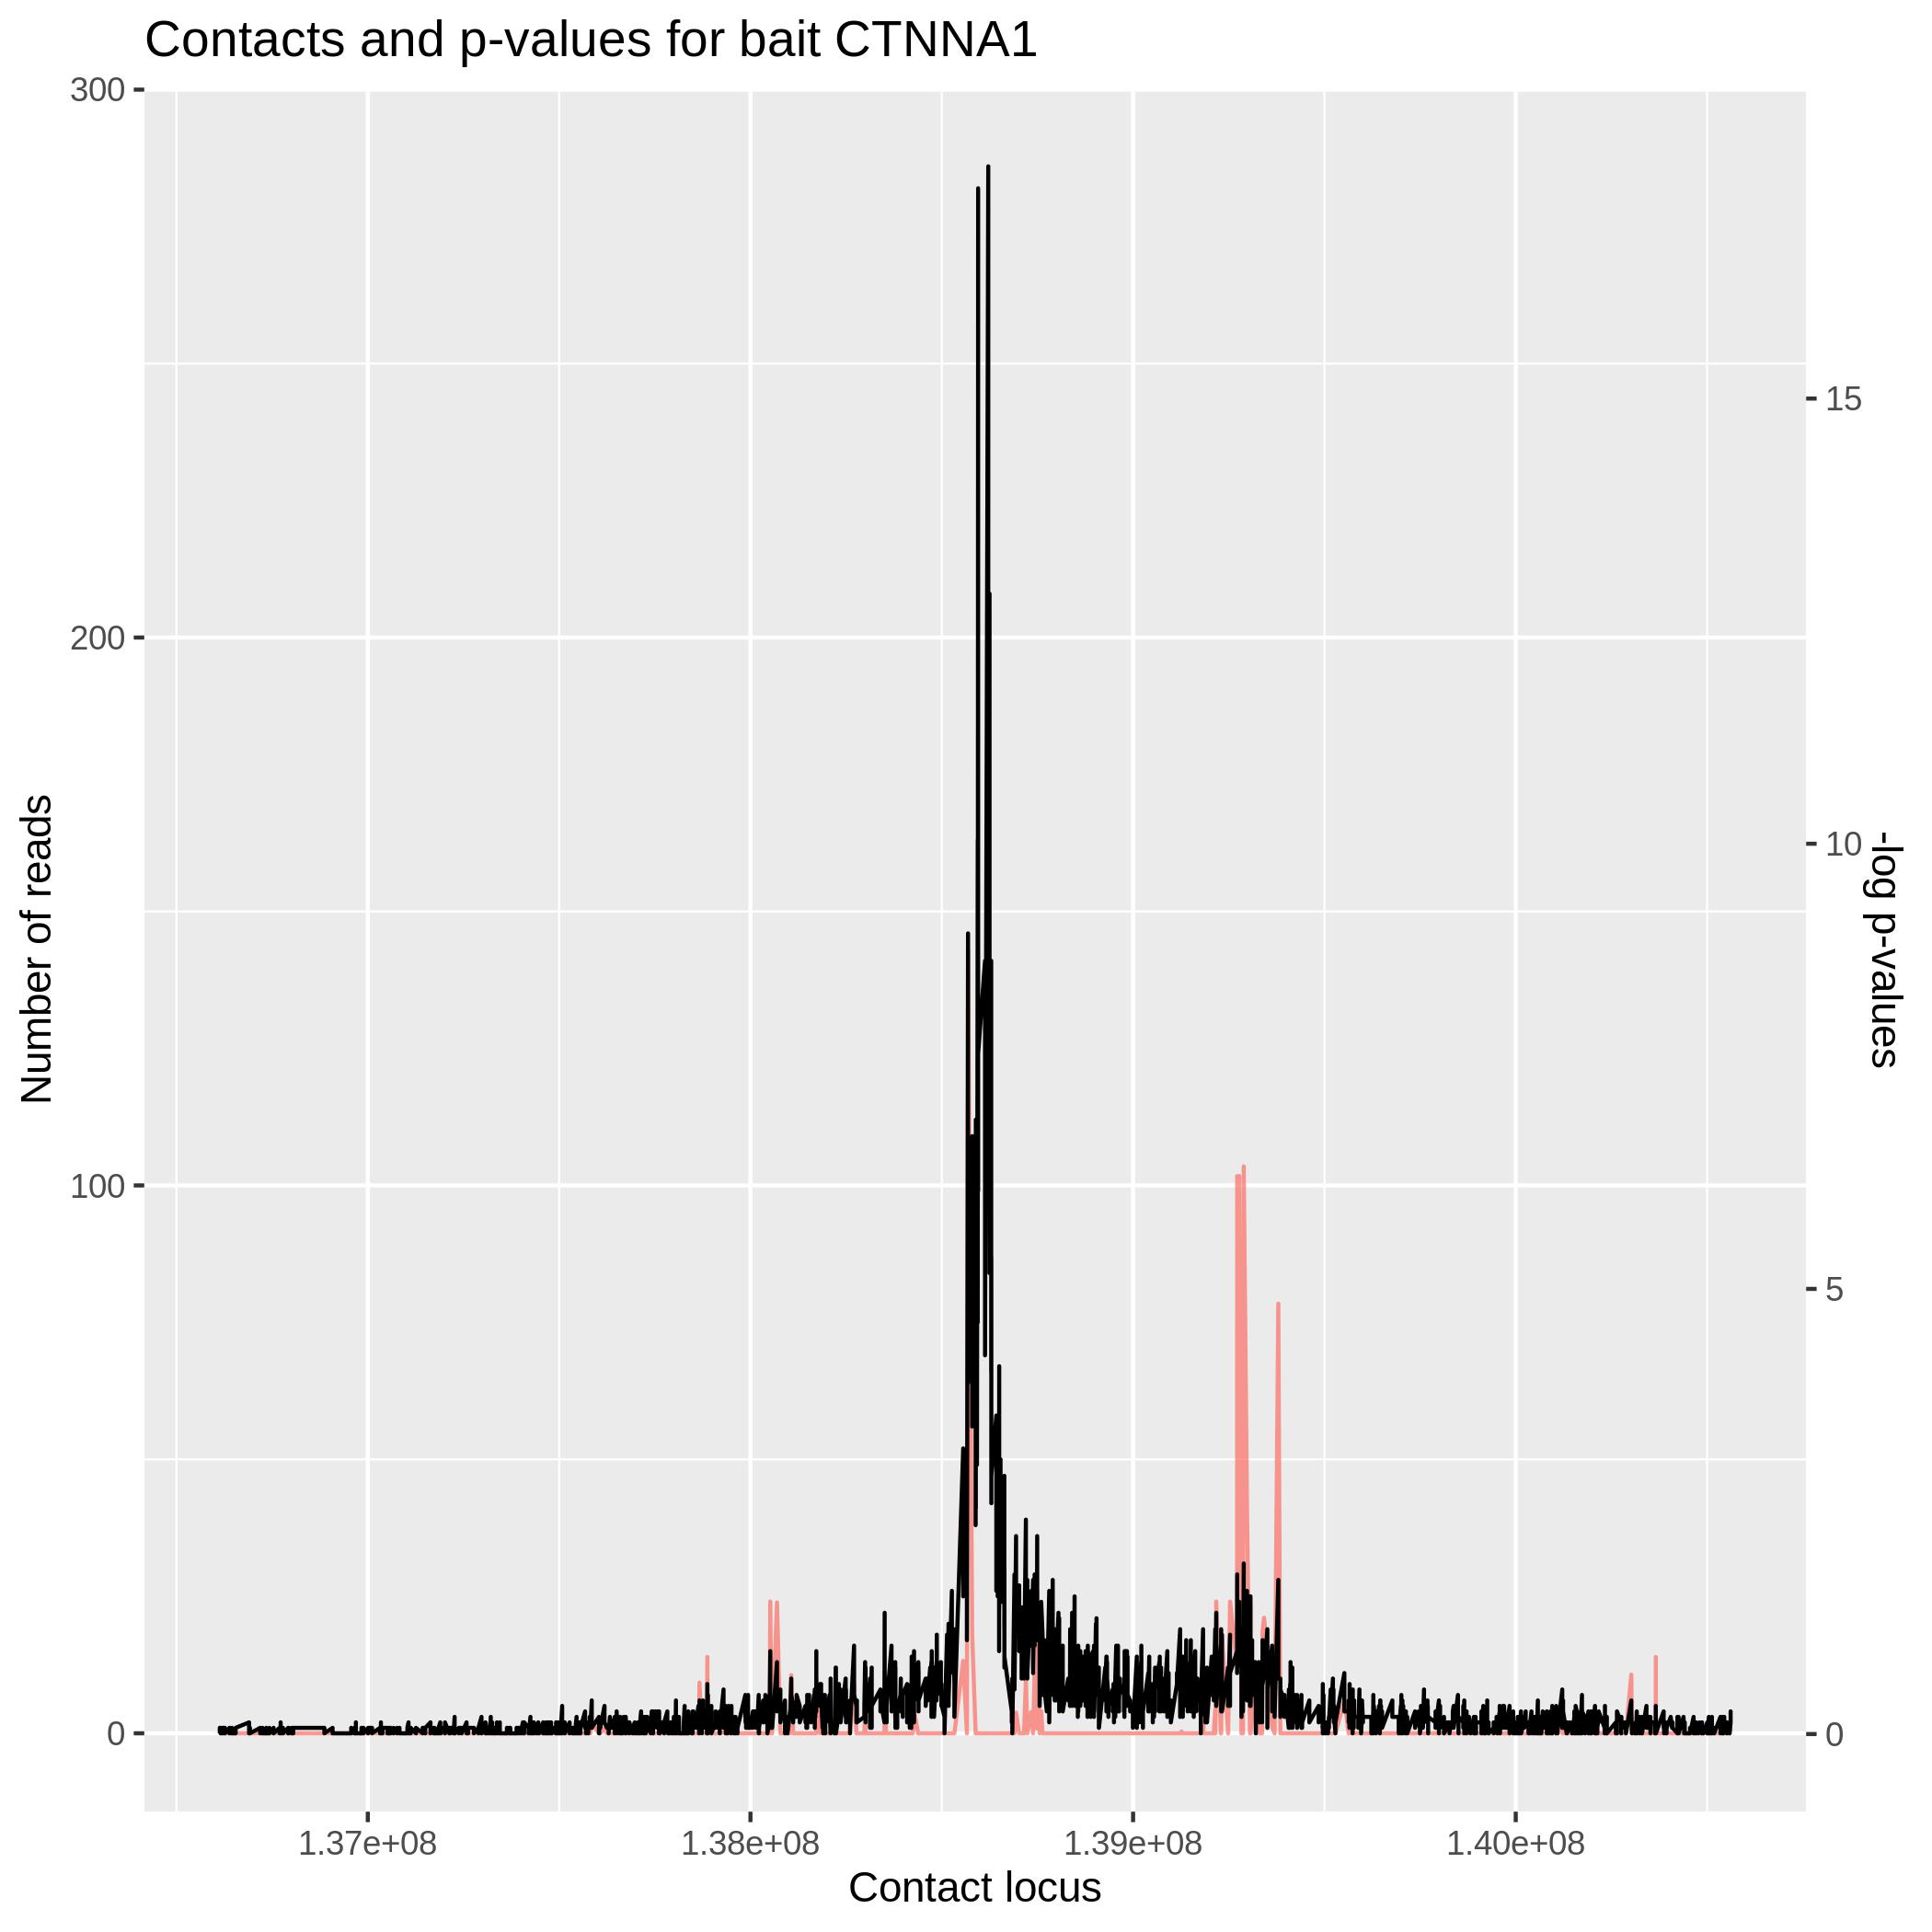 Contacts and p-values for bait CTNNA1
300
200
100
0
Number of reads
15
10
5
0
-log p-values
1.37e+08
1.38e+08
1.39e+08
1.40e+08
Contact locus